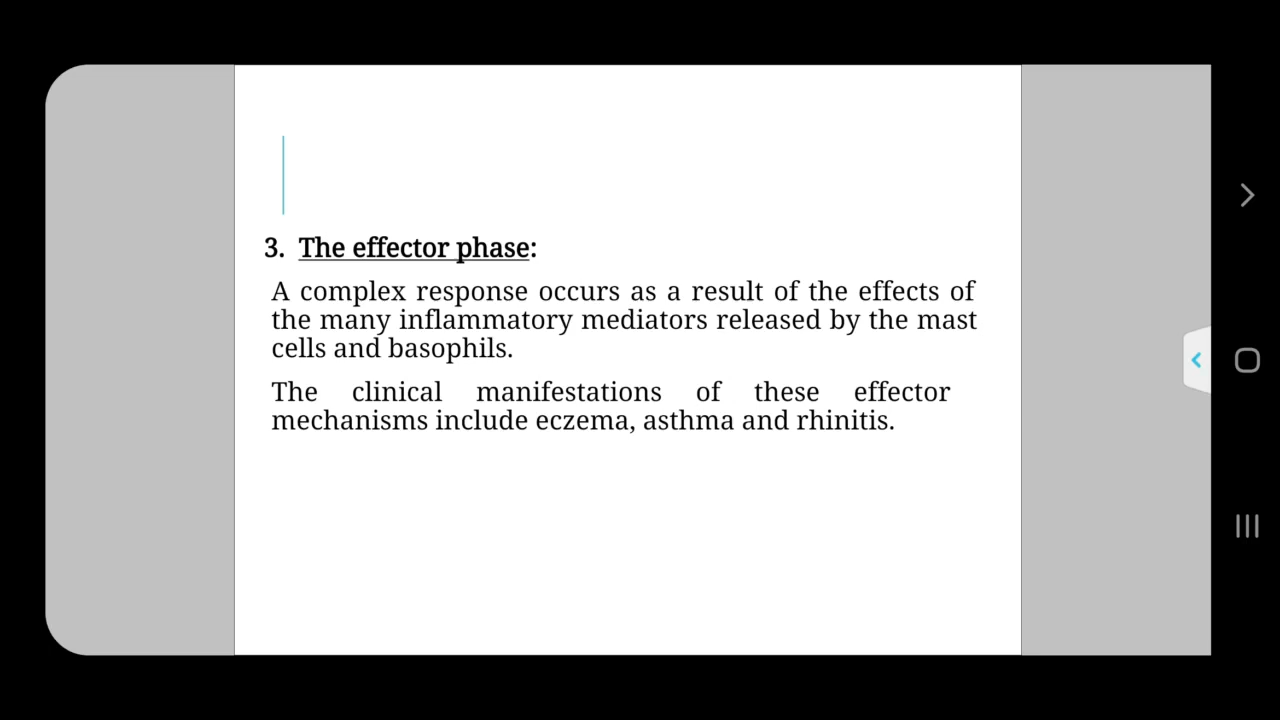 3. The effector phase:
A complex response occurs as a result of the effects of
the many inflammatory mediators released by the mast
cells and basophils.
The clinical manifestations of these effector
mechanisms include eczema, asthma and rhinitis.